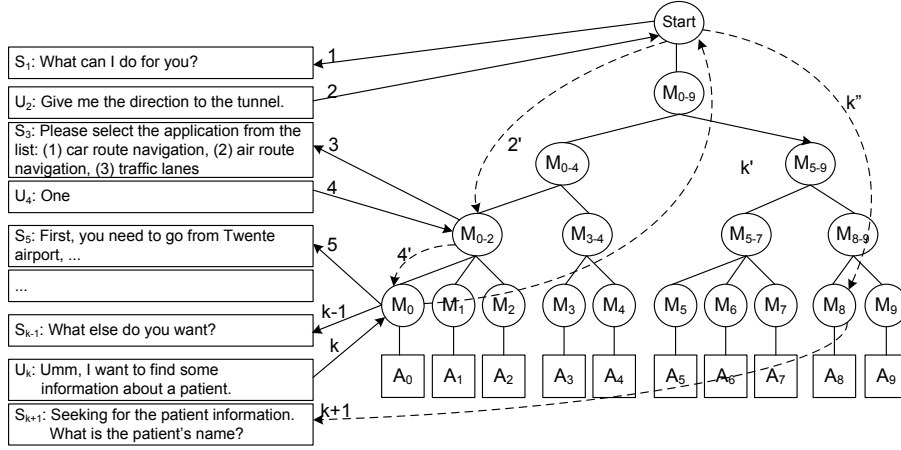 Start
S1: What can I do for you?
1
2
U2: Give me the direction to the tunnel.
M0-9
k''
S3: Please select the application from the
list: (1) car route navigation, (2) air route
navigation, (3) traffic lanes
3
2'
M0-4
k'
M5-9
U4: One
4
S5: First, you need to go from Twente
airport, ...
5
4'
M0-2
M3-4
M5-7
M8-9
...
k-1
M0
M1
M2
M3
M4
M5
M6
M7
M8
M9
Sk-1: What else do you want?
k
Uk: Umm, I want to find some
information about a patient.
A0
A1
A2
A3
A4
A5
A6
A7
A8
A9
Sk+1: Seeking for the patient information.
What is the patient's name?
k+1